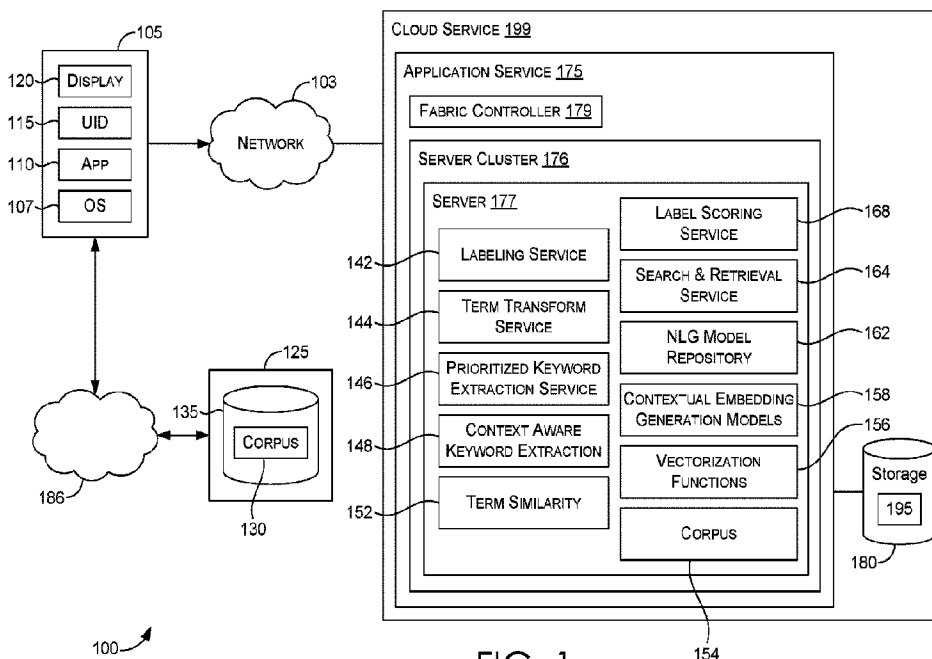 105
120
DISPLAY
115
UID
110
APP
107
OS
103
NETWORK
CLOUD SERVICE 199
APPLICATION SERVICE 175
FABRIC CONTROLLER 179
SERVER CLUSTER 176
SERVER 177
142
LABELING SERVICE
144
TERM TRANSFORM
SERVICE
146
PRIORITIZED KEYWORD
EXTRACTION SERVICE
148
CONTEXT AWARE
KEYWORD EXTRACTION
152
TERM SIMILARITY
LABEL SCORING
SERVICE
168
SEARCH & RETRIEVAL
SERVICE
164
NLG MODEL
REPOSITORY
162
CONTEXTUAL EMBEDDING
GENERATION MODELS
158
VECTORIZATION
FUNCTIONS
156
CORPUS
154
Storage
195
180
125
135
CORPUS
130
186
100
FIG. 1